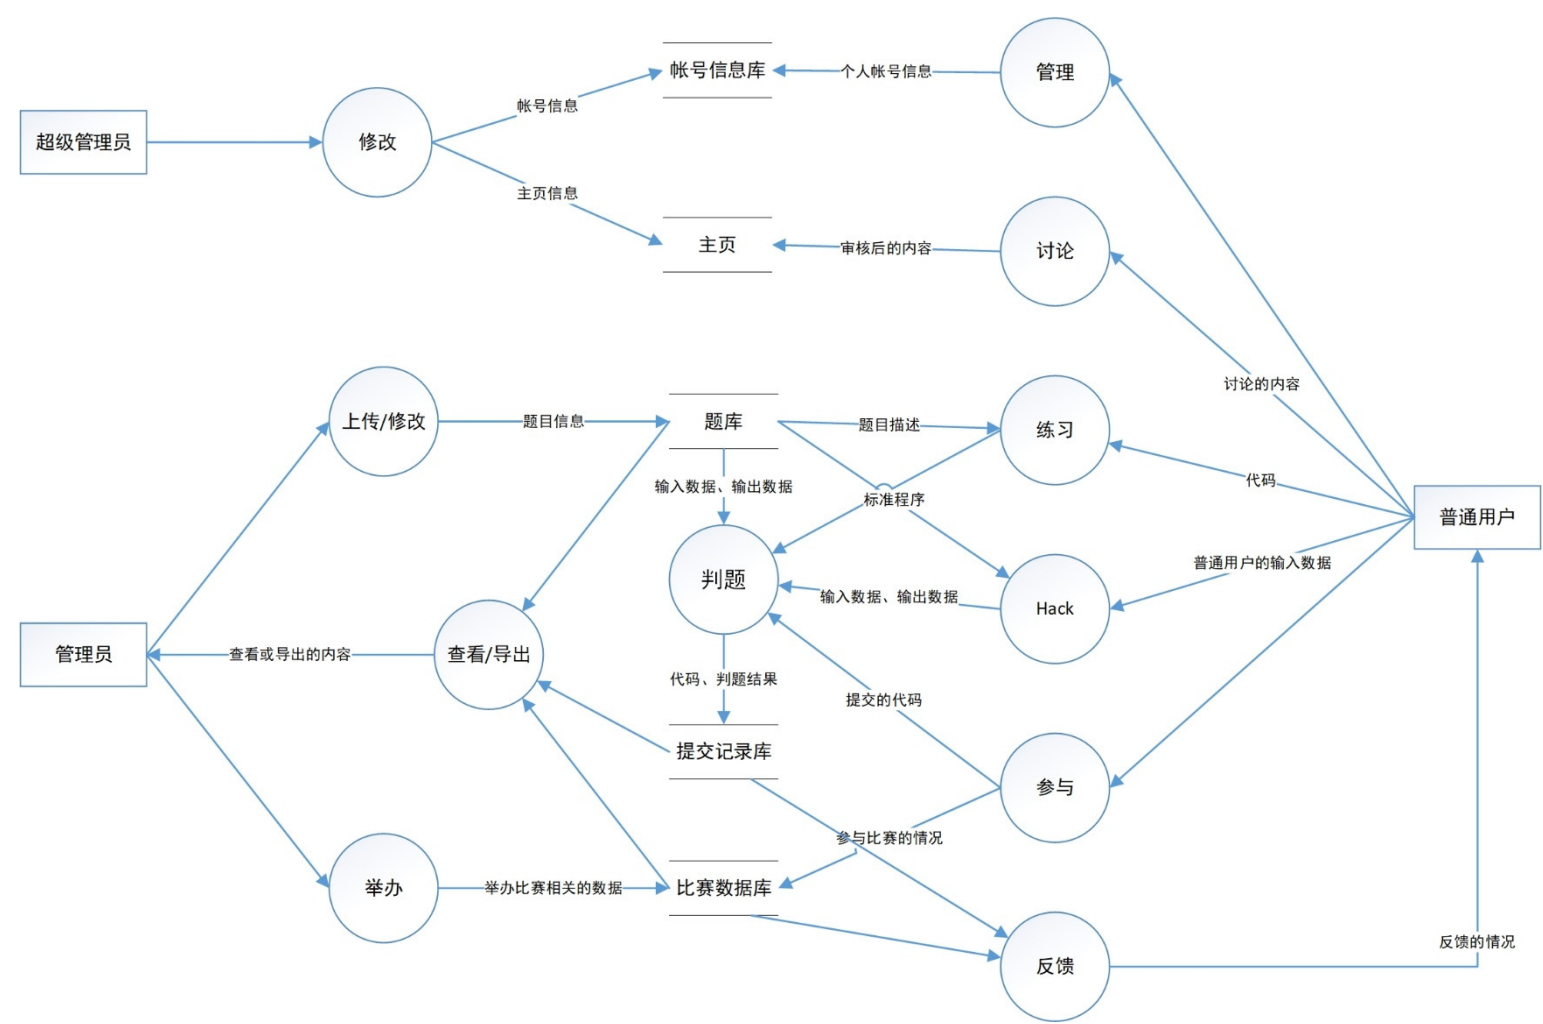 帐号信息库
个人帐号信息
管理
帐号信息
超级管理员
修改
主页信息
主页
审核后的内容
讨论
讨论的内容
上传/修改
题目信息
题库
题目描述
练习
代码
输入数据、输出数据
标准程序
普通用户
普通用户的输入数据
判题
输入数据、输出数据
Hack
管理员
查看或导出的内容
查看/导出
代码、判题结果
提交的代码
提交记录库
参与
参与比赛的情况
举办
举办比赛相关的数据
比赛数据库
反馈的情况
反馈